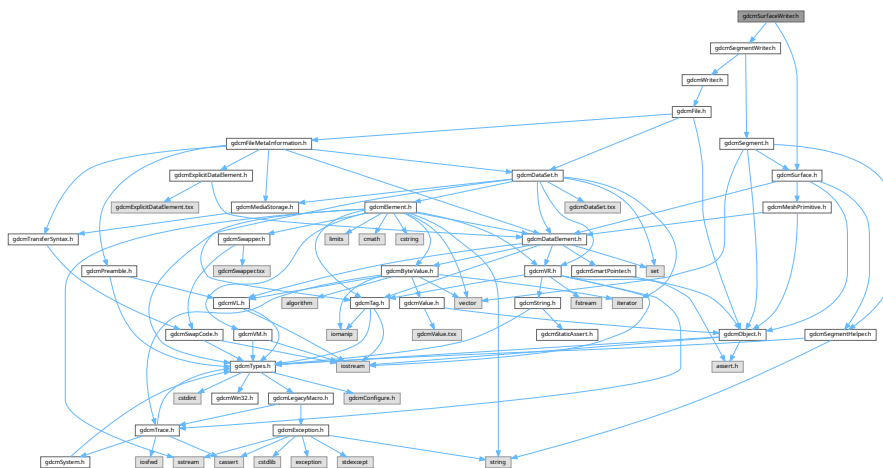 gdcmSurfaceWriter.h
gdcmSegmentWriter.h
gdcmWriter.h
gdcmFile.h
gdcmFileMetaInformation.h
gdcmSegment.h
gdcmExplicitDataElement.h
gdcmDataSet.h
gdcmSurface.h
gdcmExplicitDataElement.txx
gdcmMediaStorage.h
gdcmElement.h
gdcmDataSet.txx
gdcmMeshPrimitive.h
gdcmTransferSyntax.h
gdcmSwapper.h
limits
cmath
cstring
gdcmDataElement.h
gdcmPreamble.h
gdcmSwapper.txx
gdcmByteValue.h
gdcmVR.h
gdcmSmartPointer.h
set
gdcmVL.h
algorithm
gdcmTag.h
gdcmValue.h
vector
gdcmString.h
fstream
iterator
gdcmSwapCode.h
gdcmVM.h
iomanip
gdcmValue.txx
gdcmStaticAssert.h
gdcmObject.h
gdcmSegmentHelper.h
gdcmTypes.h
iostream
assert.h
cstdint
gdcmWin32.h
gdcmLegacyMacro.h
gdcmConfigure.h
gdcmTrace.h
gdcmException.h
gdcmSystem.h
iosfwd
sstream
cassert
cstdlib
exception
stdexcept
string